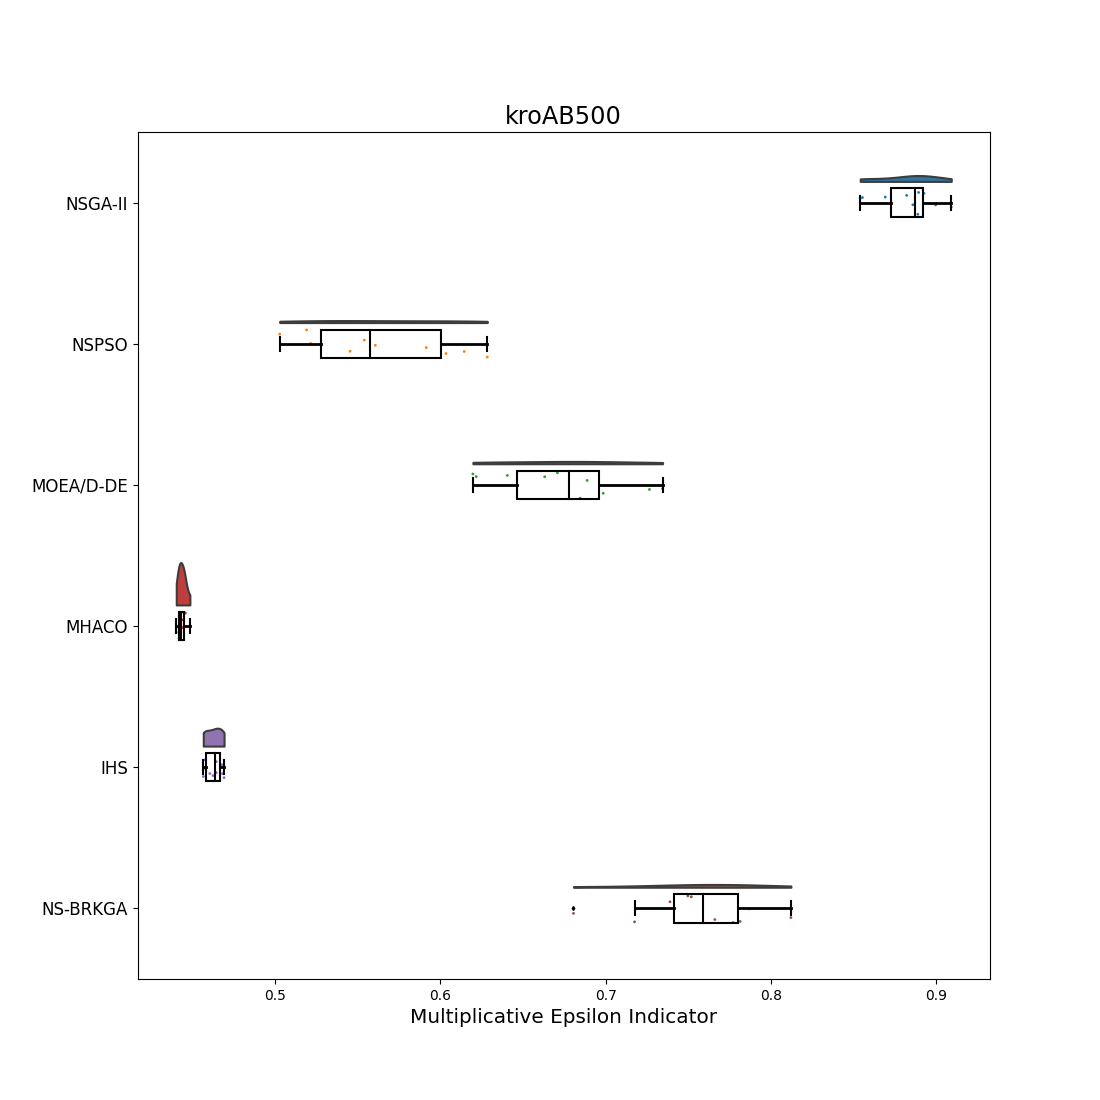 kroAB500
NSGA-II
NSPSO
MOEA/D-DE
MHACO
IHS
NS-BRKGA
0.5 0.6 0.7 0.8 0.9
Multiplicative Epsilon Indicator